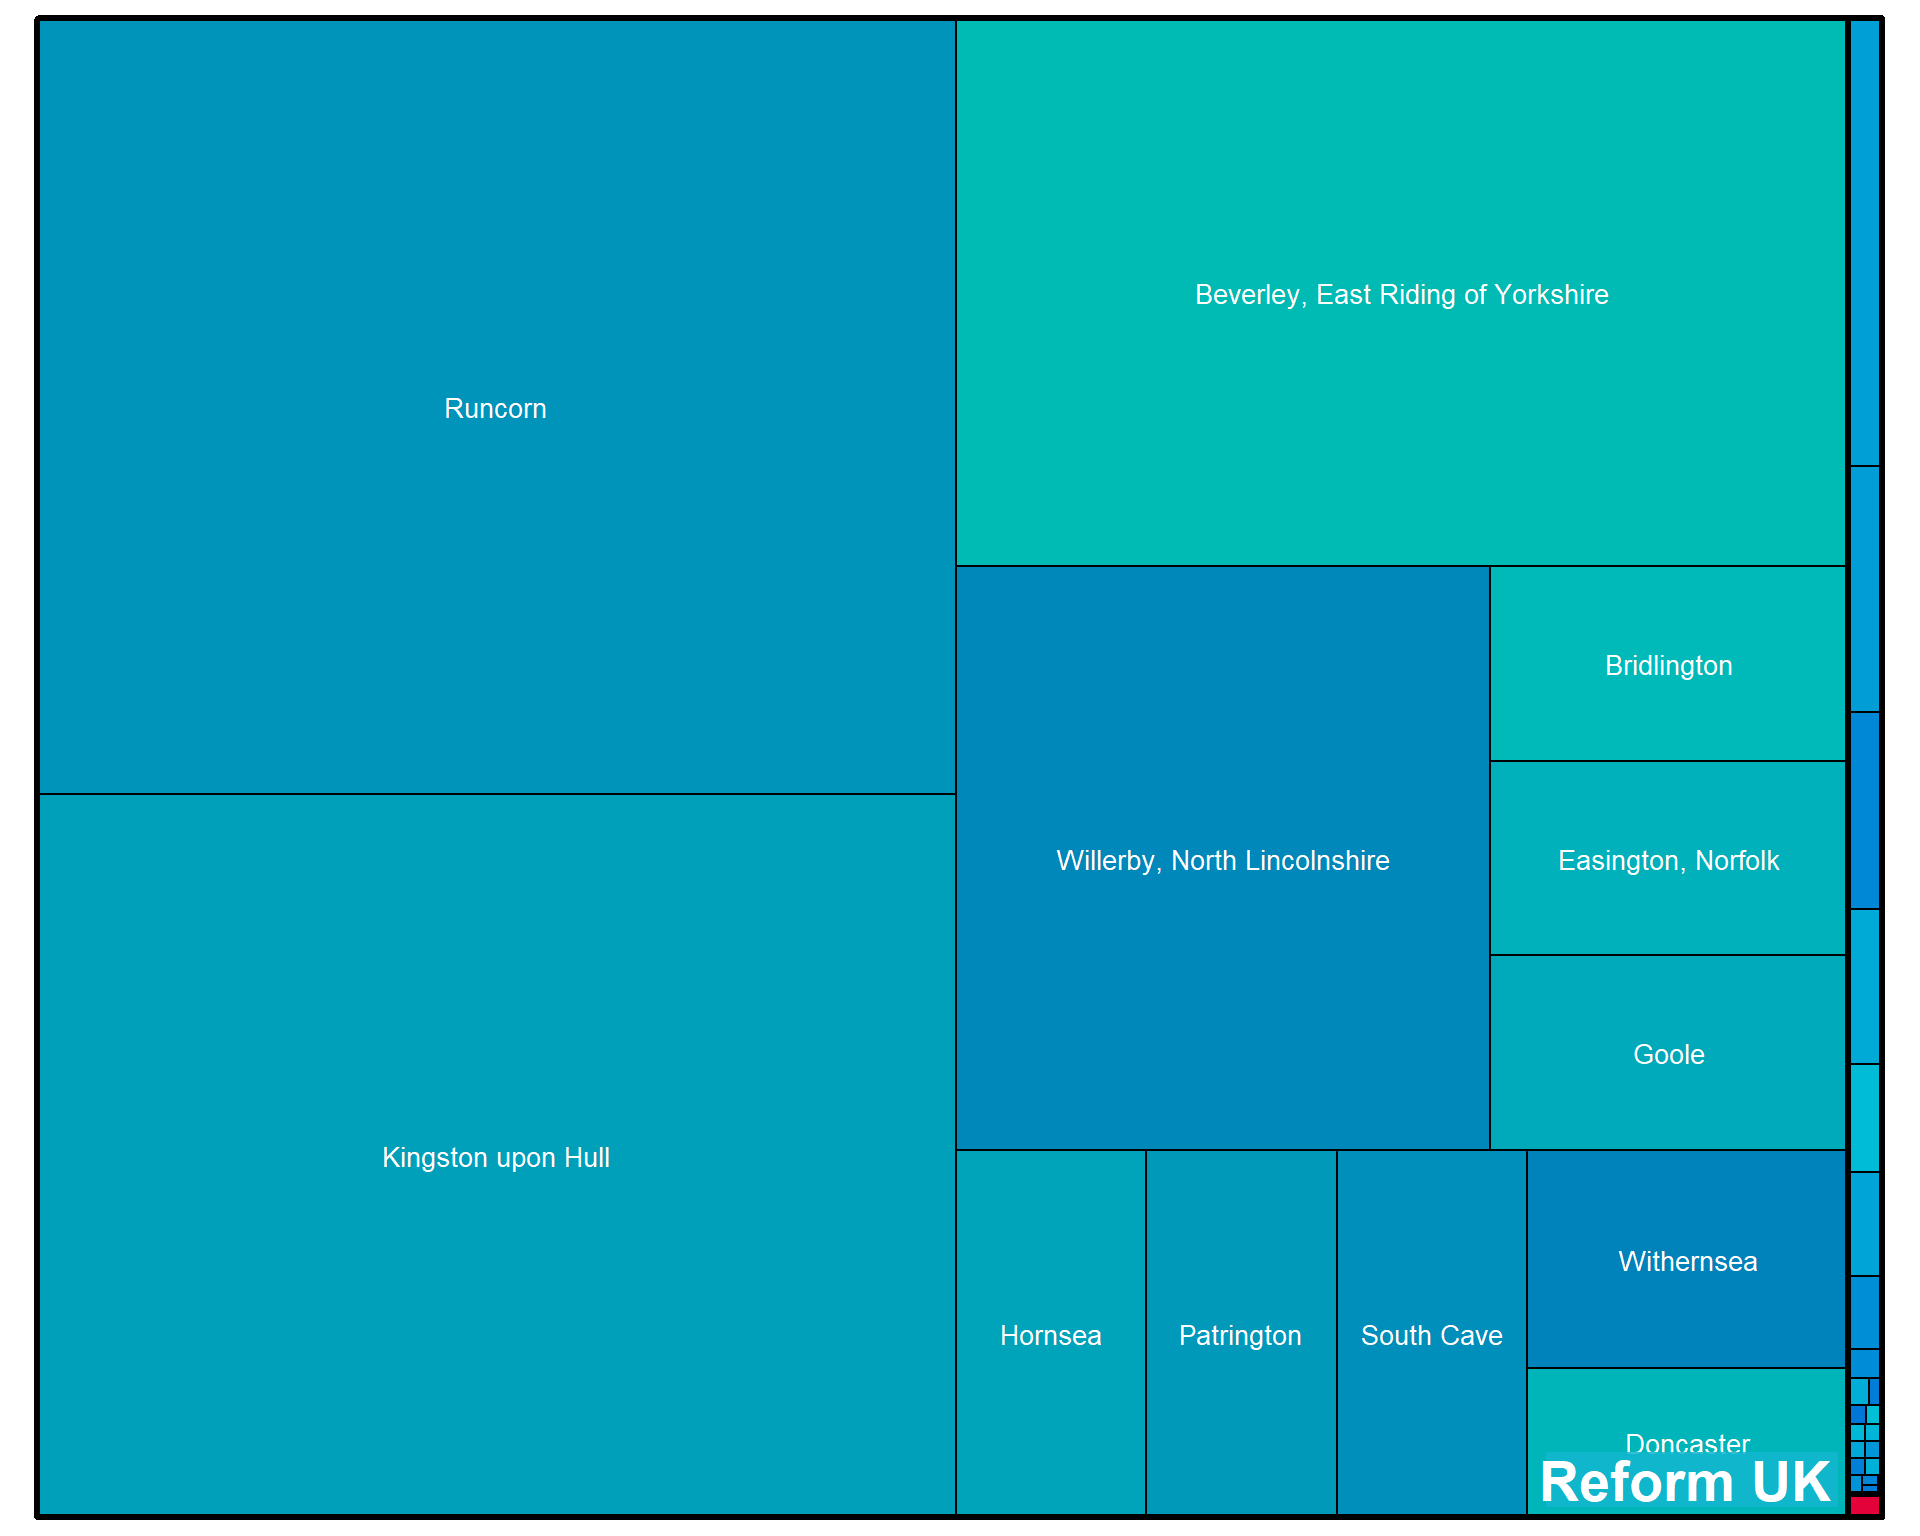 Runcorn
Beverley, East Riding of Yorkshire
Bridlington
Willerby, North Lincolnshire
Easington, Norfolk
Goole
Kingston upon Hull
Withernsea
Hornsea
Patrington
South Cave
Doncaster
Reform UK